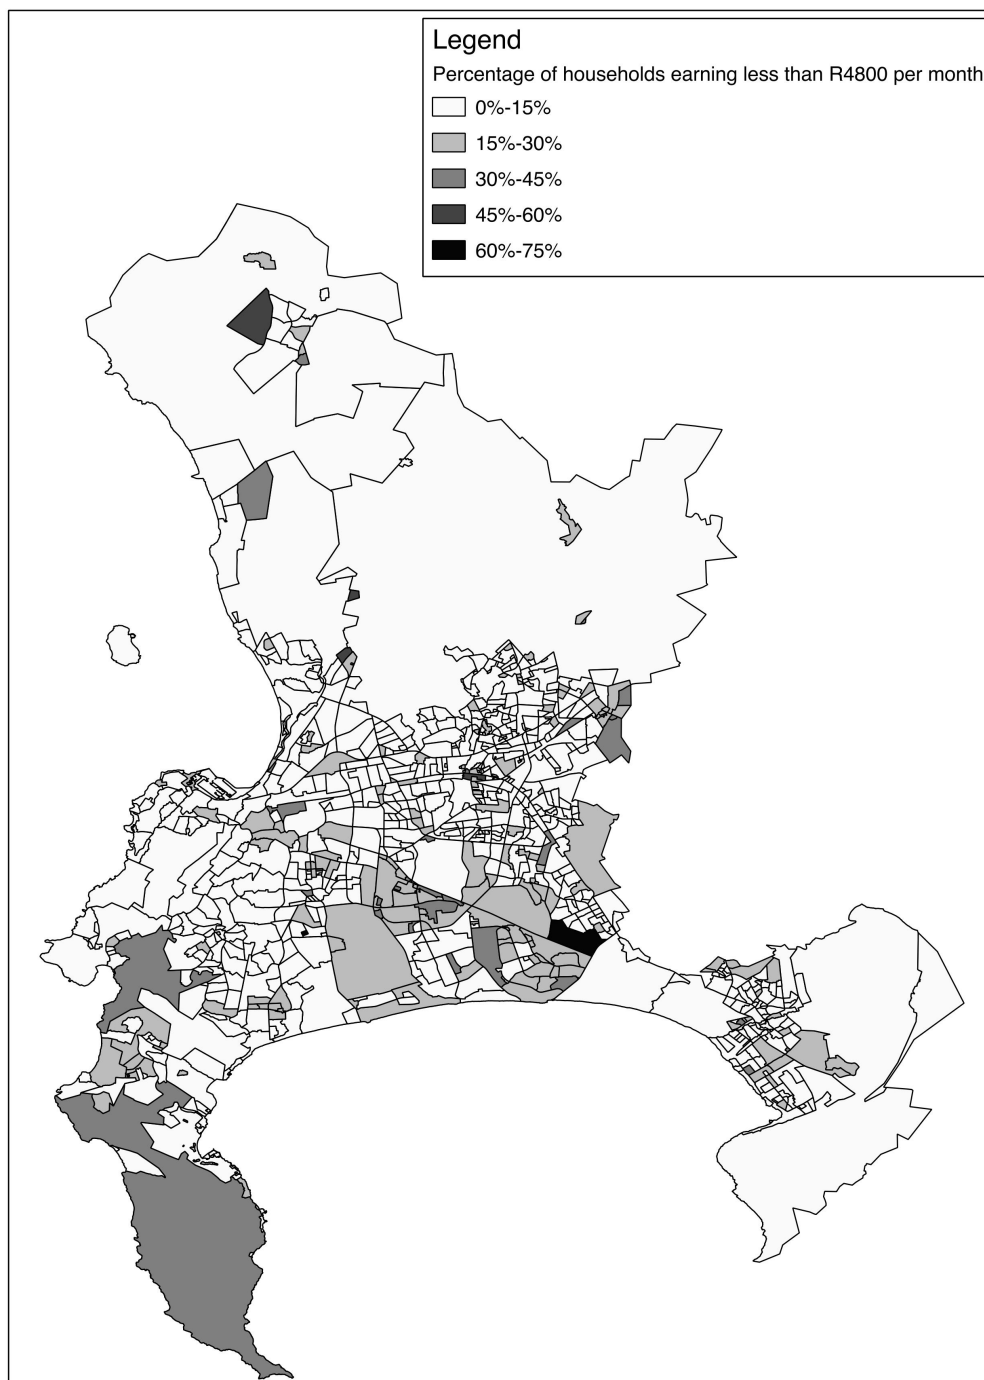 Legend
Percentage of households earning less than R4800 per month
0%-15%
15%-30%
30%-45%
45%-60%
60%-75%